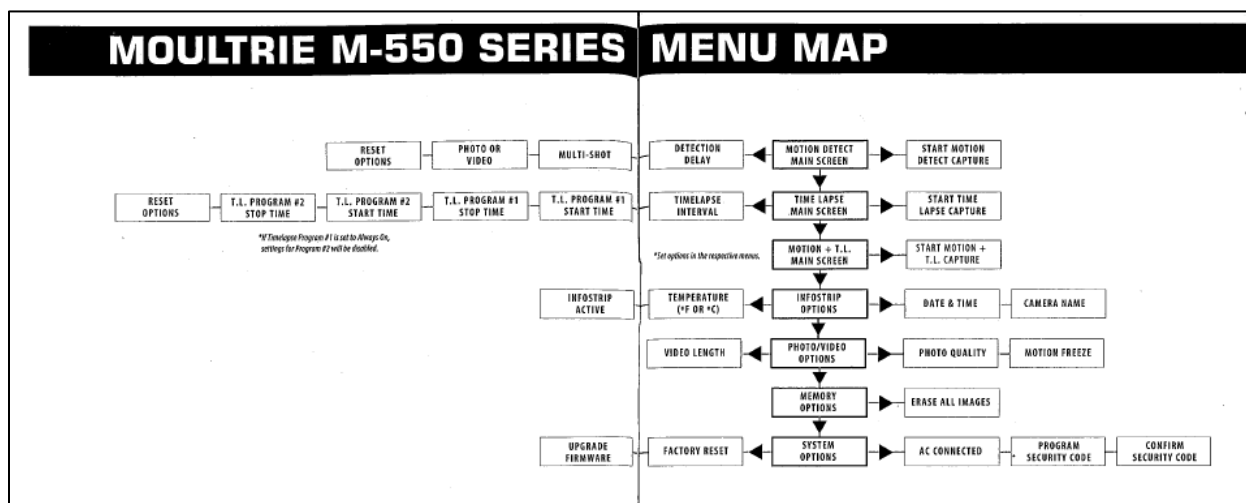 MOULTRIE M-550 SERIES MENU MAP
RESET
OPTIONS
PHOTO OR
VIDEO
MULTI-SHOT
DETECTION
DELAY
MOTION DETECT
MAIN SCREEN
START MOTION
DETECT CAPTURE
RESET
OPTIONS
T.L. PROGRAM #2
STOP TIME
T.L. PROGRAM #2
START TIME
T.L. PROGRAM #1
STOP TIME
T.L. PROGRAM #1
START TIME
TIMELAPSE
INTERVAL
TIME LAPSE
MAIN SCREEN
START TIME
LAPSE CAPTURE
*If Timelapse Program #1 is set to Always On,
settings for Program #2 will be disabled.
*Set options in the respective menus.
MOTION + T.L.
MAIN SCREEN
START MOTION +
T.L. CAPTURE
INFOSTRIP
ACTIVE
TEMPERATURE
(°F OR °C)
INFOSTRIP
OPTIONS
DATE & TIME
CAMERA NAME
VIDEO LENGTH
PHOTO/VIDEO
OPTIONS
PHOTO QUALITY
MOTION FREEZE
MEMORY
OPTIONS
ERASE ALL IMAGES
UPGRADE
FIRMWARE
FACTORY RESET
SYSTEM
OPTIONS
AC CONNECTED
PROGRAM
SECURITY CODE
CONFIRM
SECURITY CODE